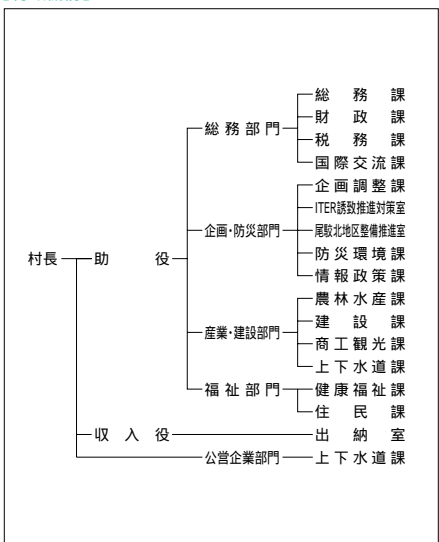 総務課
財政課
総務部門
税務課
国際交流課
企画調整課
ITER誘致推進対策室
企画・防災部門
尾駮北地区整備推進室
防災環境課
村長
助役
情報政策課
農林水産課
建設課
産業・建設部門
商工観光課
上下水道課
福祉部門
健康福祉課
住民課
収入役
出納室
公営企業部門
上下水道課